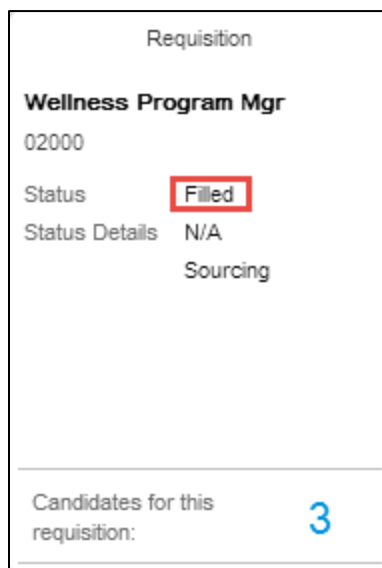 Requisition
Wellness Program Mgr
02000
Status Filled
Status Details N/A
Sourcing
Candidates for this
requisition: 3